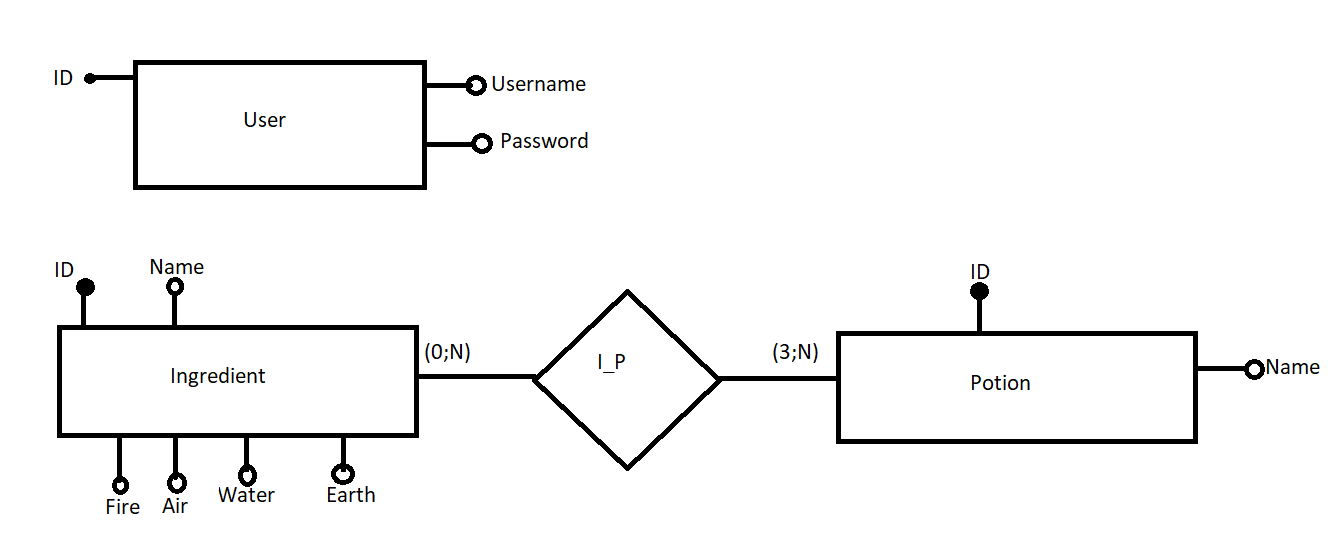 ID
Username
User
Password
ID
Name
ID
(0;N)
I_P
(3;N)
Name
Ingredient
Potion
Fire
Air
Water
Earth